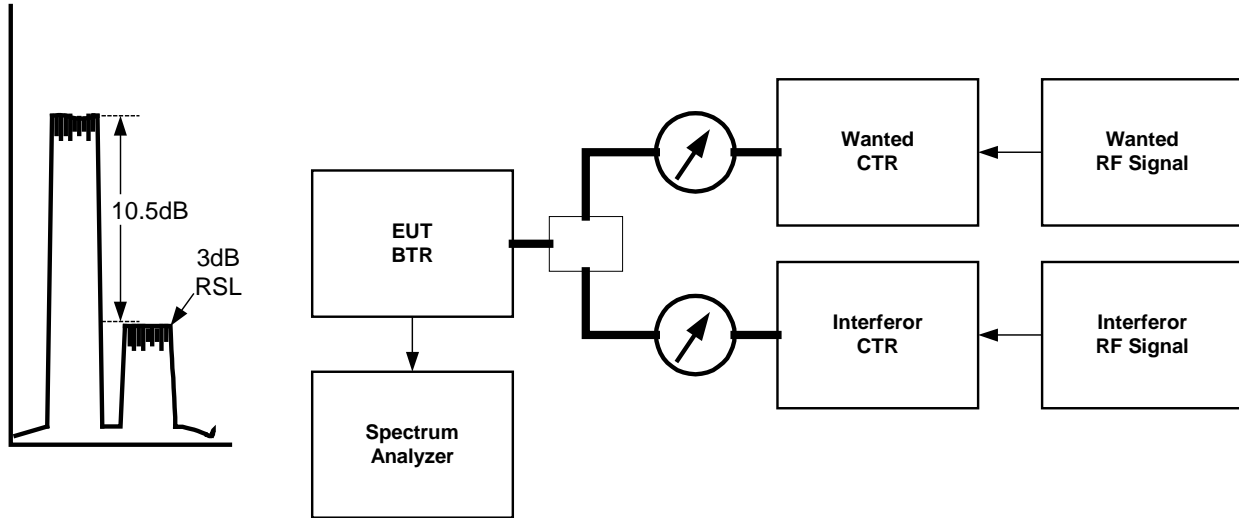 10.5dB
3dB
RSL
EUT
BTR
Spectrum
Analyzer
Wanted
CTR
Wanted
RF Signal
Interferor
CTR
Interferor
RF Signal